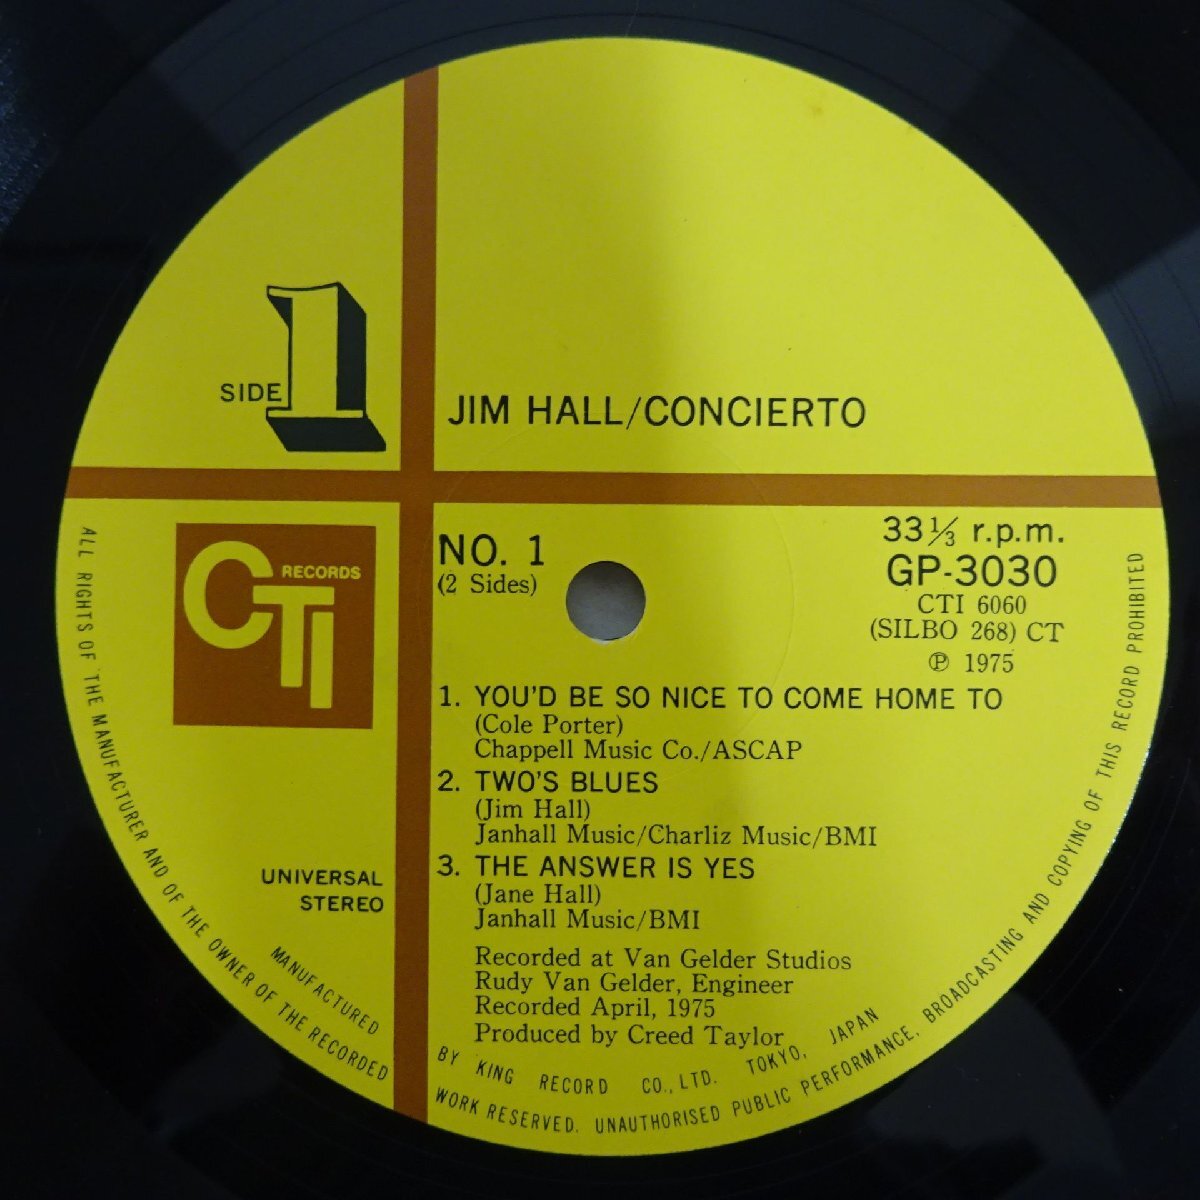 SIDE 1
JIM HALL/CONCIERTO
CTI RECORDS
NO. 1
(2 Sides)
33⅓ r.p.m.
GP-3030
CTI 6060
(SILBO 268) CT
Ⓟ 1975
1. YOU'D BE SO NICE TO COME HOME TO
(Cole Porter)
Chappell Music Co./ASCAP
2. TWO'S BLUES
(Jim Hall)
Janhall Music/Charliz Music/BMI
3. THE ANSWER IS YES
(Jane Hall)
Janhall Music/BMI
UNIVERSAL
STEREO
Recorded at Van Gelder Studios
Rudy Van Gelder, Engineer
Recorded April, 1975
Produced by Creed Taylor
MANUFACTURED BY KING RECORD CO., LTD. TOKYO, JAPAN
ALL RIGHTS OF THE MANUFACTURER AND OF THE OWNER OF THE RECORDED WORK RESERVED. UNAUTHORISED PUBLIC PERFORMANCE, BROADCASTING AND COPYING OF THIS RECORD PROHIBITED